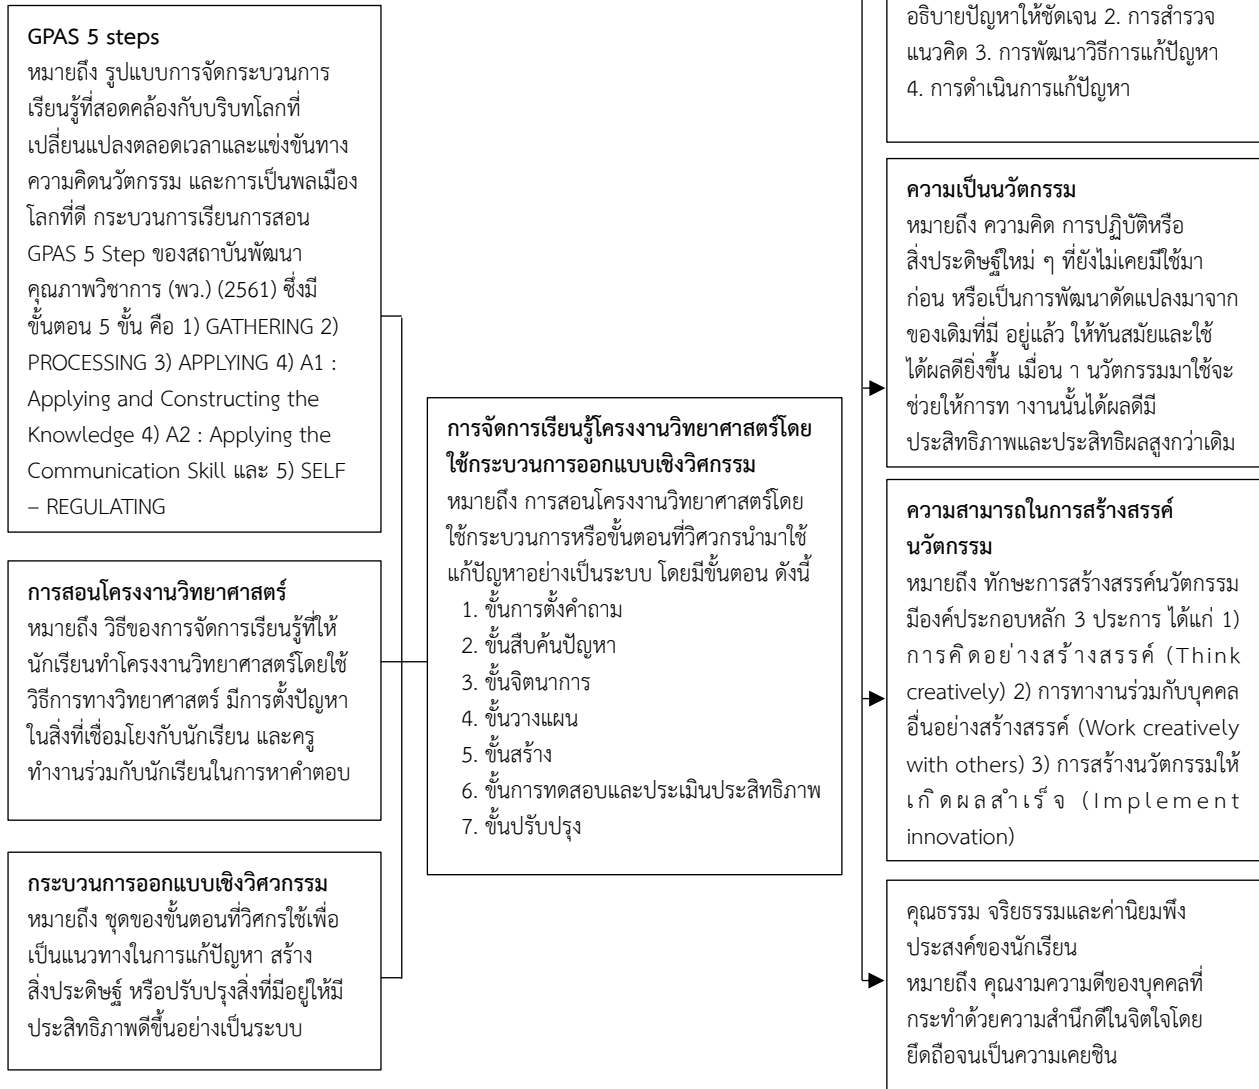 GPAS 5 steps
หมายถึง รูปแบบการจัดกระบวนการ
เรียนรู้ที่สอดคล้องกับบริบทโลกที่
เปลี่ยนแปลงตลอดเวลาและแข่งขันทาง
ความคิดนวัตกรรม และการเป็นพลเมือง
โลกที่ดี กระบวนการเรียนการสอน
GPAS 5 Step ของสถาบันพัฒนา
คุณภาพวิชาการ (พว.) (2561) ซึ่งมี
ขั้นตอน 5 ขั้น คือ 1) GATHERING 2)
PROCESSING 3) APPLYING 4) A1 :
Applying and Constructing the
Knowledge 4) A2 : Applying the
Communication Skill และ 5) SELF
– REGULATING
การสอนโครงงานวิทยาศาสตร์
หมายถึง วิธีของการจัดการเรียนรู้ที่ให้
นักเรียนทำโครงงานวิทยาศาสตร์โดยใช้
วิธีการทางวิทยาศาสตร์ มีการตั้งปัญหา
ในสิ่งที่เชื่อมโยงกับนักเรียน และครู
ทำงานร่วมกับนักเรียนในการหาคำตอบ
กระบวนการออกแบบเชิงวิศวกรรม
หมายถึง ชุดของขั้นตอนที่วิศกรใช้เพื่อ
เป็นแนวทางในการแก้ปัญหา สร้าง
สิ่งประดิษฐ์ หรือปรับปรุงสิ่งที่มีอยู่ให้มี
ประสิทธิภาพดีขึ้นอย่างเป็นระบบ
การจัดการเรียนรู้โครงงานวิทยาศาสตร์โดย
ใช้กระบวนการออกแบบเชิงวิศกรรม
หมายถึง การสอนโครงงานวิทยาศาสตร์โดย
ใช้กระบวนการหรือขั้นตอนที่วิศวกรนำมาใช้
แก้ปัญหาอย่างเป็นระบบ โดยมีขั้นตอน ดังนี้
1. ขั้นการตั้งคำถาม
2. ขั้นสืบค้นปัญหา
3. ขั้นจิตนาการ
4. ขั้นวางแผน
5. ขั้นสร้าง
6. ขั้นการทดสอบและประเมินประสิทธิภาพ
7. ขั้นปรับปรุง
อธิบายปัญหาให้ชัดเจน 2. การสำรวจ
แนวคิด 3. การพัฒนาวิธีการแก้ปัญหา
4. การดำเนินการแก้ปัญหา
ความเป็นนวัตกรรม
หมายถึง ความคิด การปฏิบัติหรือ
สิ่งประดิษฐ์ใหม่ ๆ ที่ยังไม่เคยมีใช้มา
ก่อน หรือเป็นการพัฒนาดัดแปลงมาจาก
ของเดิมที่มี อยู่แล้ว ให้ทันสมัยและใช้
ได้ผลดียิ่งขึ้น เมื่อน า นวัตกรรมมาใช้จะ
ช่วยให้การท างานนั้นได้ผลดีมี
ประสิทธิภาพและประสิทธิผลสูงกว่าเดิม
ความสามารถในการสร้างสรรค์
นวัตกรรม
หมายถึง ทักษะการสร้างสรรค์นวัตกรรม
มีองค์ประกอบหลัก 3 ประการ ได้แก่ 1)
การคิดอย่างสร้างสรรค์ (Think
creatively) 2) การทางานร่วมกับบุคคล
อื่นอย่างสร้างสรรค์ (Work creatively
with others) 3) การสร้างนวัตกรรมให้
เกิดผลสำเร็จ (Implement
innovation)
คุณธรรม จริยธรรมและค่านิยมพึง
ประสงค์ของนักเรียน
หมายถึง คุณงามความดีของบุคคลที่
กระทำด้วยความสำนึกดีในจิตใจโดย
ยึดถือจนเป็นความเคยชิน